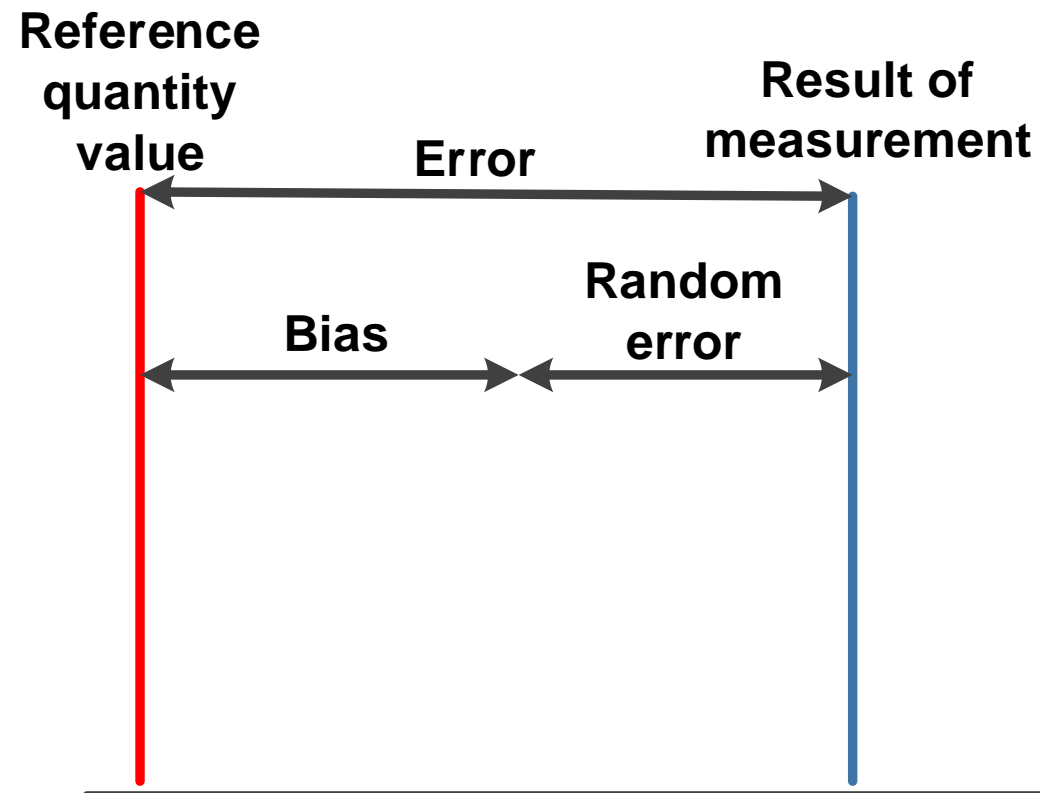 Reference
quantity
value
Result of
measurement
Error
Random
error
Bias